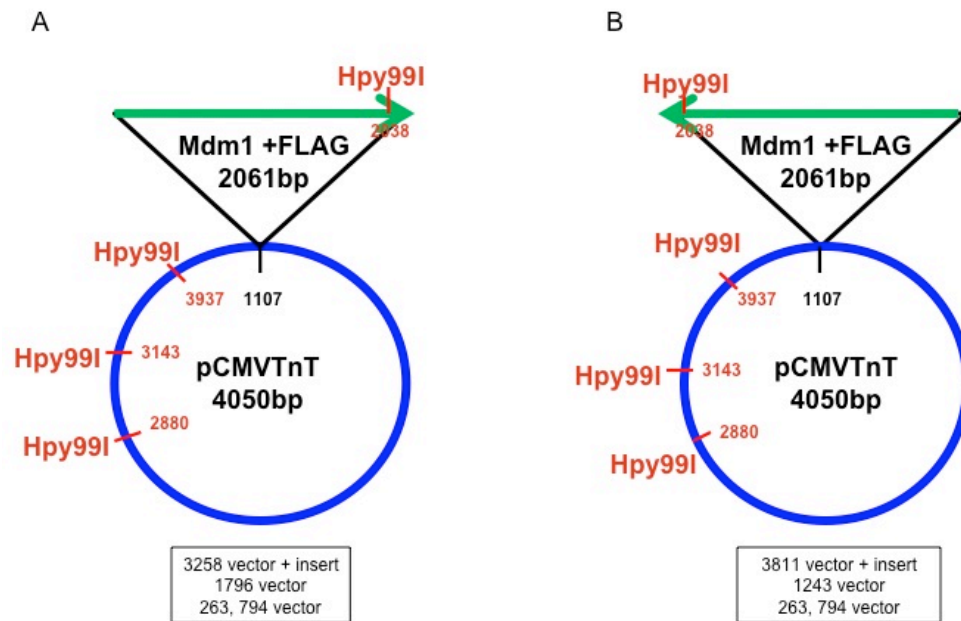 A
Hpy99I
2038
Mdm1 +FLAG
2061bp
Hpy99I
3937
1107
Hpy99I
3143
pCMVTnT
4050bp
Hpy99I
2880
3258 vector + insert
1796 vector
263, 794 vector
B
Hpy99I
2038
Mdm1 +FLAG
2061bp
Hpy99I
3937
1107
Hpy99I
3143
pCMVTnT
4050bp
2880
Hpy99I
3811 vector + insert
1243 vector
263, 794 vector